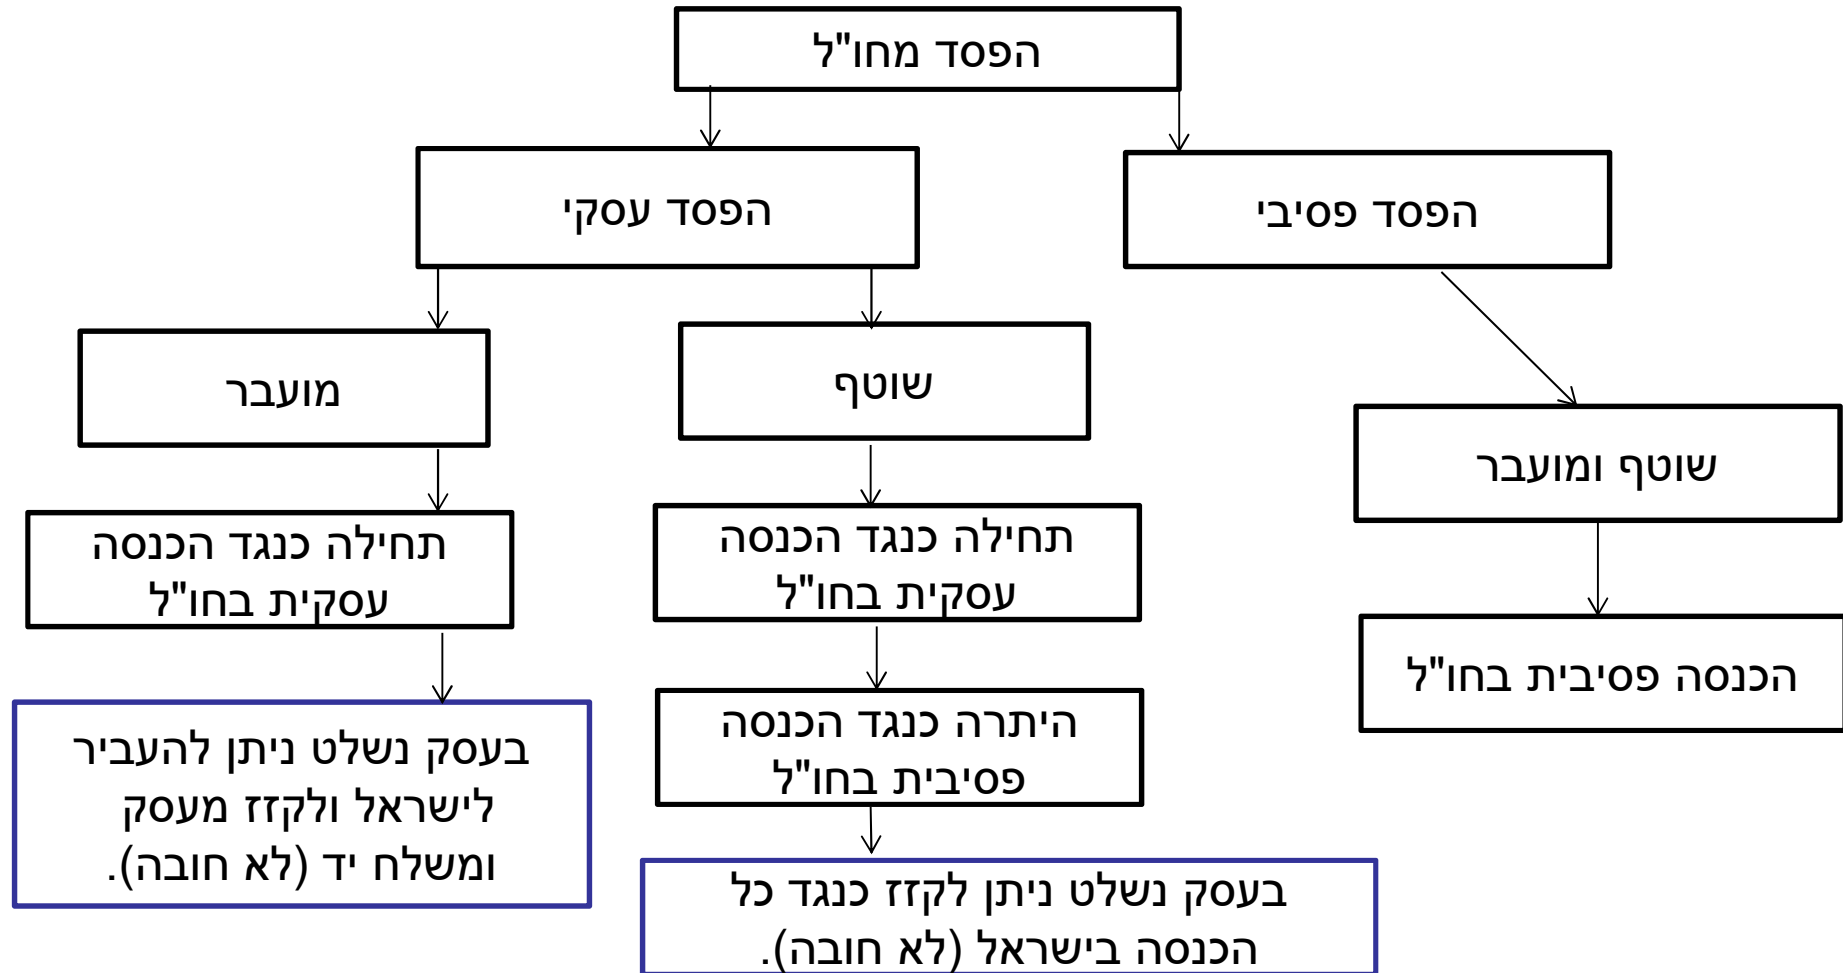 הפסד מחו"ל
הפסד פסיבי
הפסד עסקי
שוטף
מועבר
שוטף ומועבר
תחילה כנגד הכנסה
עסקית בחו"ל
תחילה כנגד הכנסה
עסקית בחו"ל
הכנסה פסיבית בחו"ל
היתרה כנגד הכנסה
פסיבית בחו"ל
בעסק נשלט ניתן להעביר
לישראל ולקזז מעסק
ומשלח יד (לא חובה).
בעסק נשלט ניתן לקזז כנגד כל
הכנסה בישראל (לא חובה).